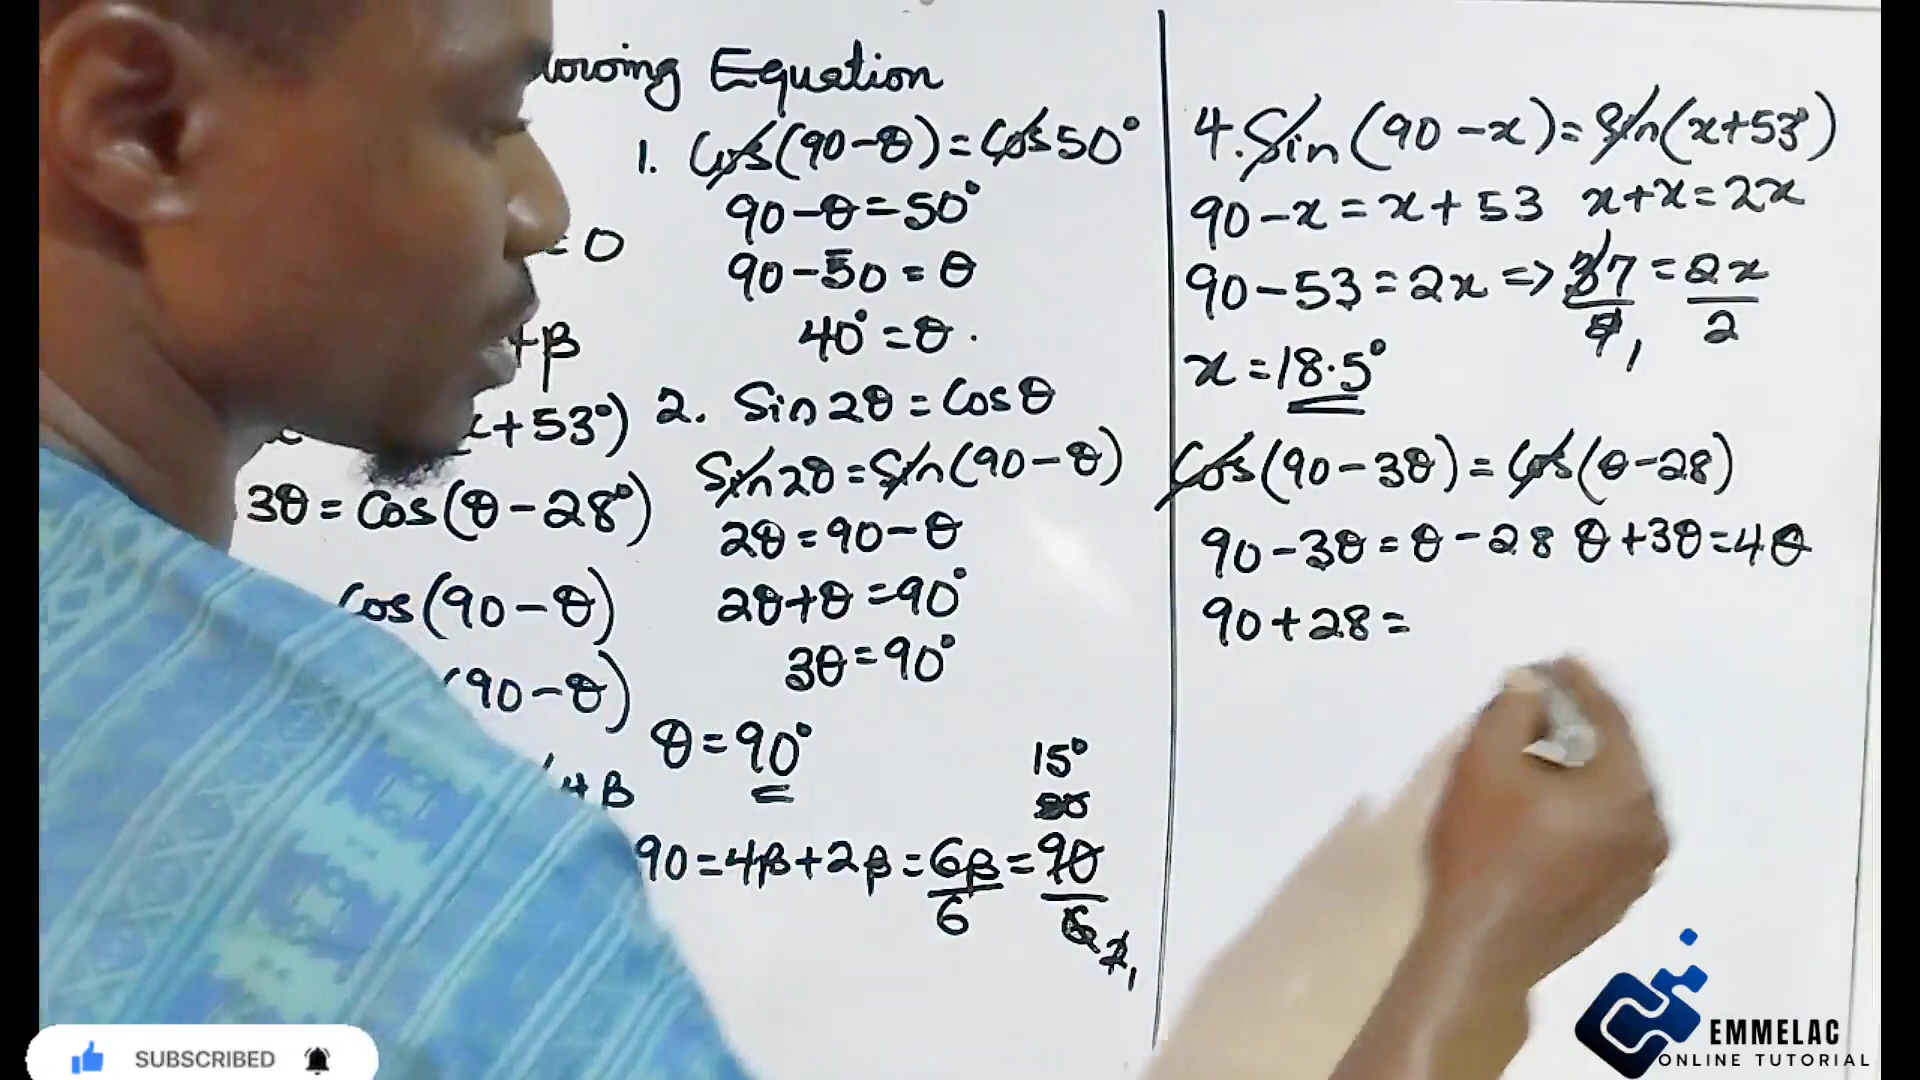 Equation
= 0
+β
x+53°)
3θ = Cos(θ - 28°)
Cos(90 - θ)
(90 - θ)
+β
1. Cos(90 - θ) = Cos 50°
90 - θ = 50°
90 - 50 = θ
40° = θ.
2. Sin 2θ = Cos θ
Sin 2θ = Sin (90 - θ)
2θ = 90 - θ
2θ + θ = 90°
3θ = 90°
θ = 90°
15°
90 = 4β + 2β = 6β = 90
6 6
4. Sin (90 - x) = Sin (x + 53°)
90 - x = x + 53 x + x = 2x
90 - 53 = 2x => 37 = 2x
2
x = 18.5°
Cos(90 - 3θ) = Cos(θ - 28)
90 - 3θ = θ - 28 θ + 3θ = 4θ
90 + 28 =
SUBSCRIBED
EMMELAC
ONLINE TUTORIAL